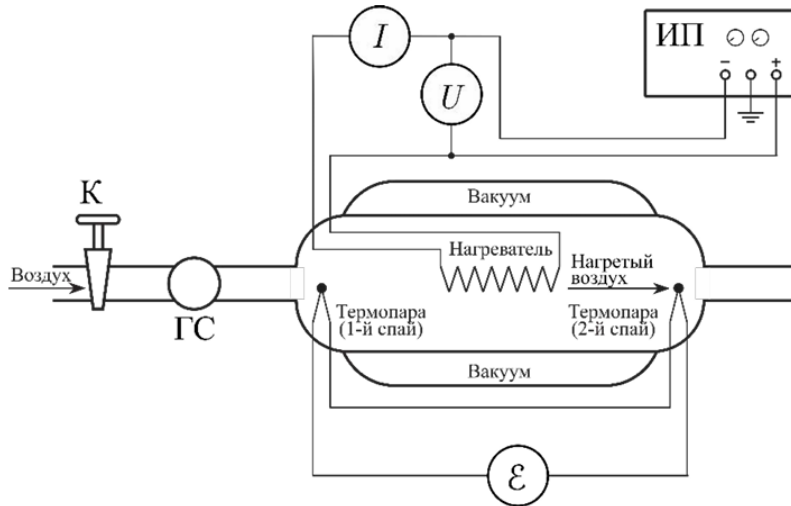 I
ИП
U
− +
К
Вакуум
Нагреватель
Воздух
Нагретый
воздух
ГС
Термопара
(1-й спай)
Термопара
(2-й спай)
Вакуум
ℰ